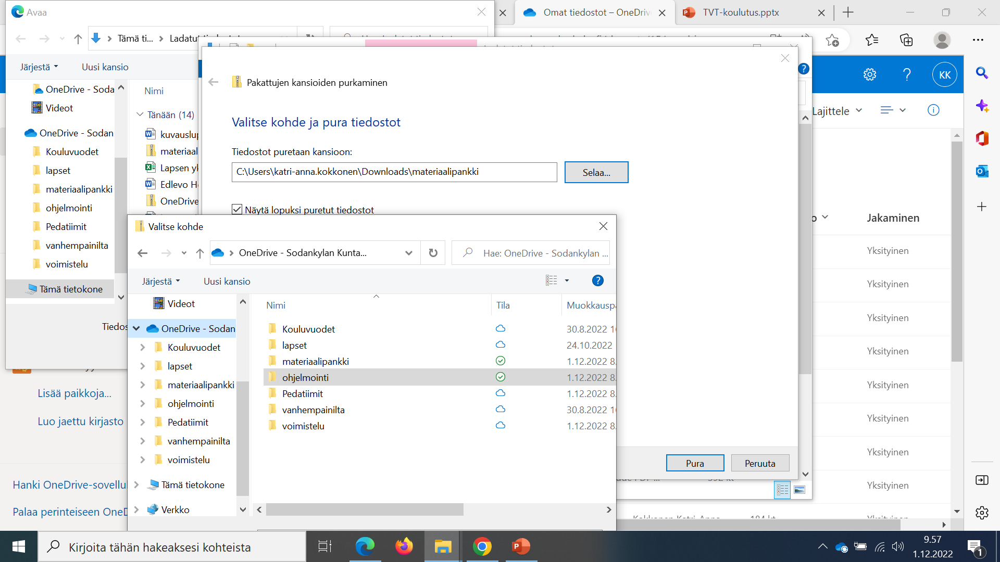 Avaa
Omat tiedostot – OneDriv
TVT-koulutus.pptx
Tämä ti...
Järjestä
Uusi kansio
OneDrive - Soda
Videot
OneDrive - Sodan
Kouluvuodet
lapset
materiaalipankki
ohjelmointi
Pedatiimit
vanhempainilta
voimistelu
Tämä tietokone
Nimi
Tänään (14)
kuvauslup
materiaal
Lapsen yk
Edlevo H
OneDrive
Tiedos
Pakattujen kansioiden purkaminen
Valitse kohde ja pura tiedostot
Tiedostot puretaan kansioon:
C:\Users\katri-anna.kokkonen\Downloads\materiaalipankki
Selaa...
Näytä lopuksi puretut tiedostot
Pura
Peruuta
Valitse kohde
OneDrive - Sodankylan Kunta...
Hae: OneDrive - Sodankylan ...
Järjestä
Uusi kansio
?
Videot
OneDrive - Sodan
Kouluvuodet
lapset
materiaalipankki
ohjelmointi
Pedatiimit
vanhempainilta
voimistelu
Tämä tietokone
Verkko
Nimi
Tila
Muokkauspä
Kouluvuodet
30.8.2022 1
lapset
24.10.2022
materiaalipankki
1.12.2022 8.
ohjelmointi
1.12.2022 8.
Pedatiimit
1.12.2022 8.
vanhempainilta
30.8.2022 1
voimistelu
1.12.2022 8.
?
?
KK
Lajittele
Jakaminen
Yksityinen
Yksityinen
Yksityinen
Yksityinen
Yksityinen
Yksityinen
Yksityinen
Yksityinen
Lisää paikkoja...
Luo jaettu kirjasto
Hanki OneDrive-sovellu
Palaa perinteiseen OneD
Kirjoita tähän hakeaksesi kohteista
9.57
1.12.2022
1